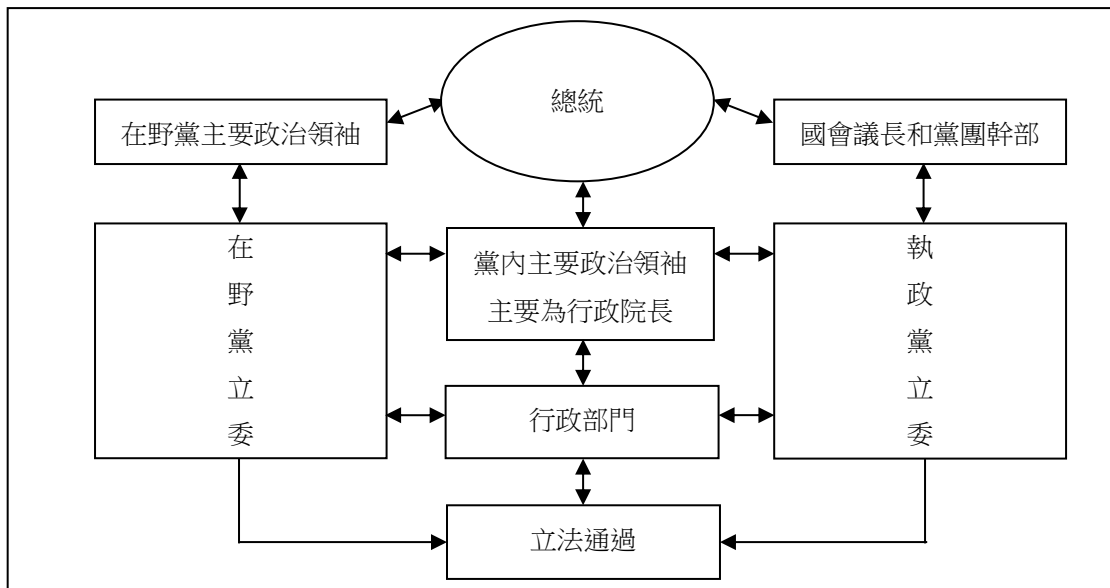 總統
在野黨主要政治領袖
國會議長和黨團幹部
在野黨立委
黨內主要政治領袖
主要為行政院長
執政黨立委
行政部門
立法通過